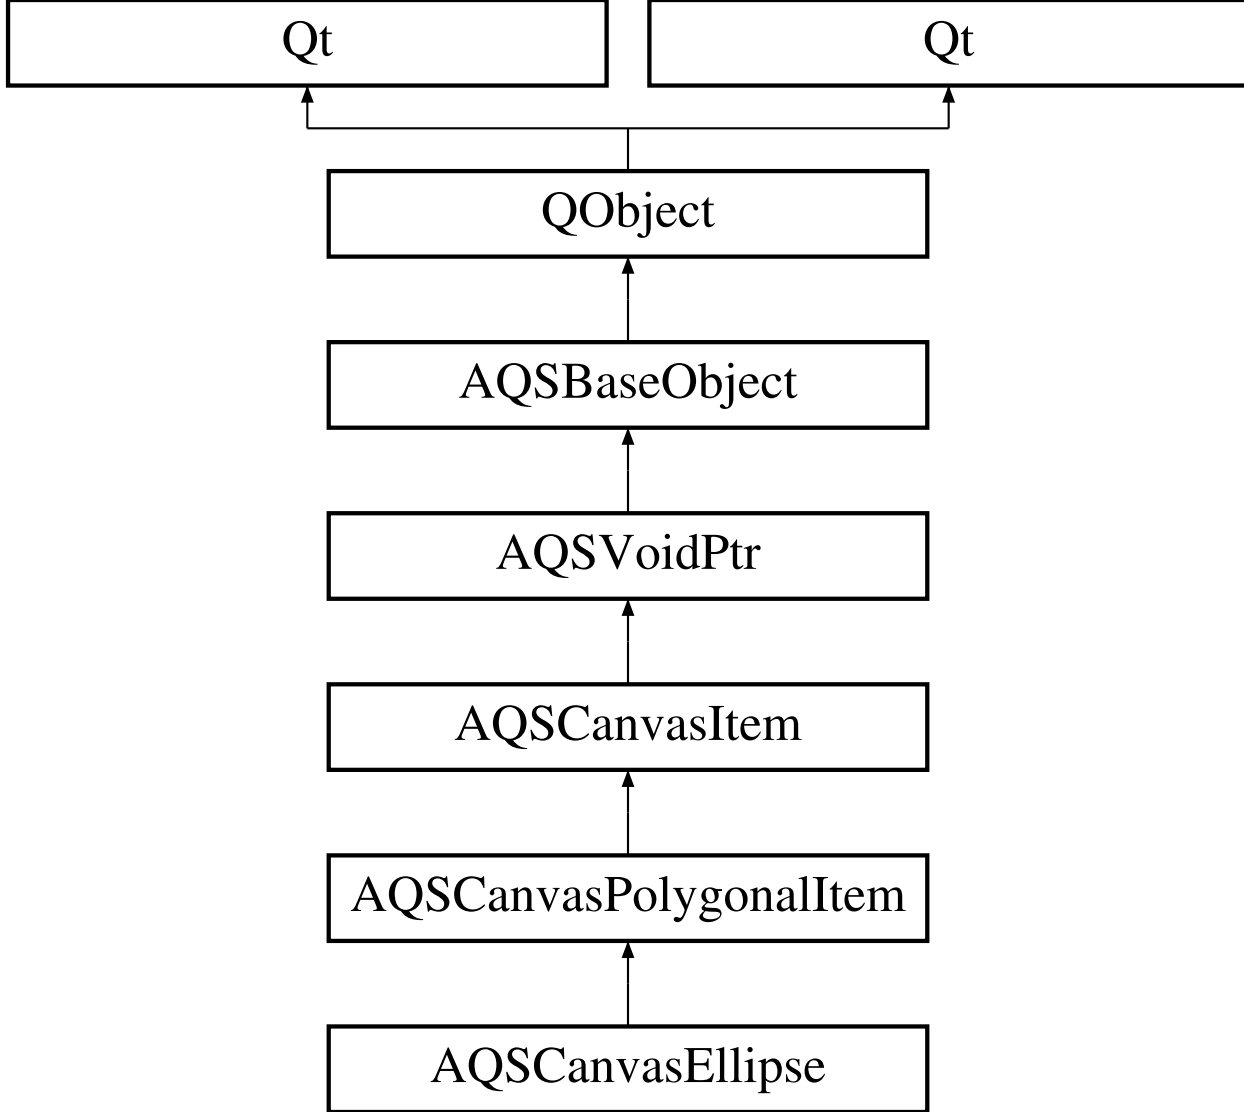 Qt Qt
QObject
AQSBaseObject
AQSVoidPtr
AQSCanvasItem
AQSCanvasPolygonalItem
AQSCanvasEllipse